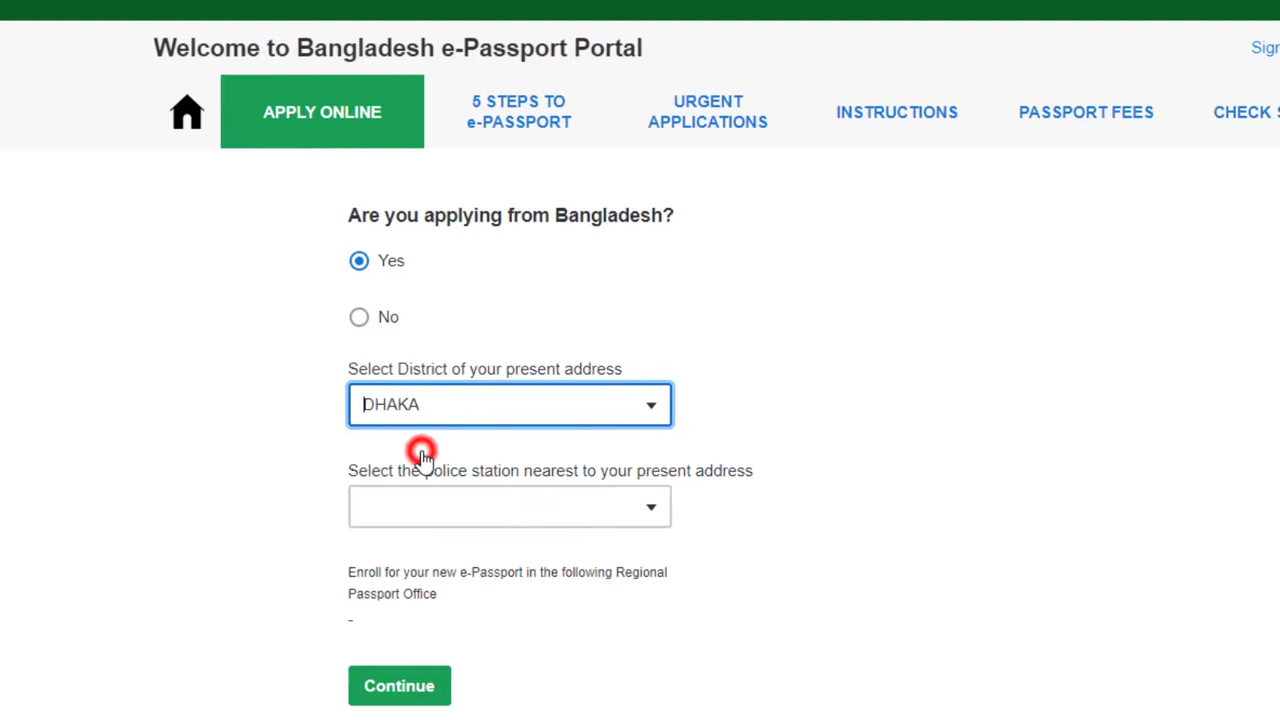 Welcome to Bangladesh e-Passport Portal
Sign
APPLY ONLINE
5 STEPS TO
e-PASSPORT
URGENT
APPLICATIONS
INSTRUCTIONS
PASSPORT FEES
CHECK S
Are you applying from Bangladesh?
Yes
No
Select District of your present address
DHAKA
Select the police station nearest to your present address
Enroll for your new e-Passport in the following Regional
Passport Office
-
Continue